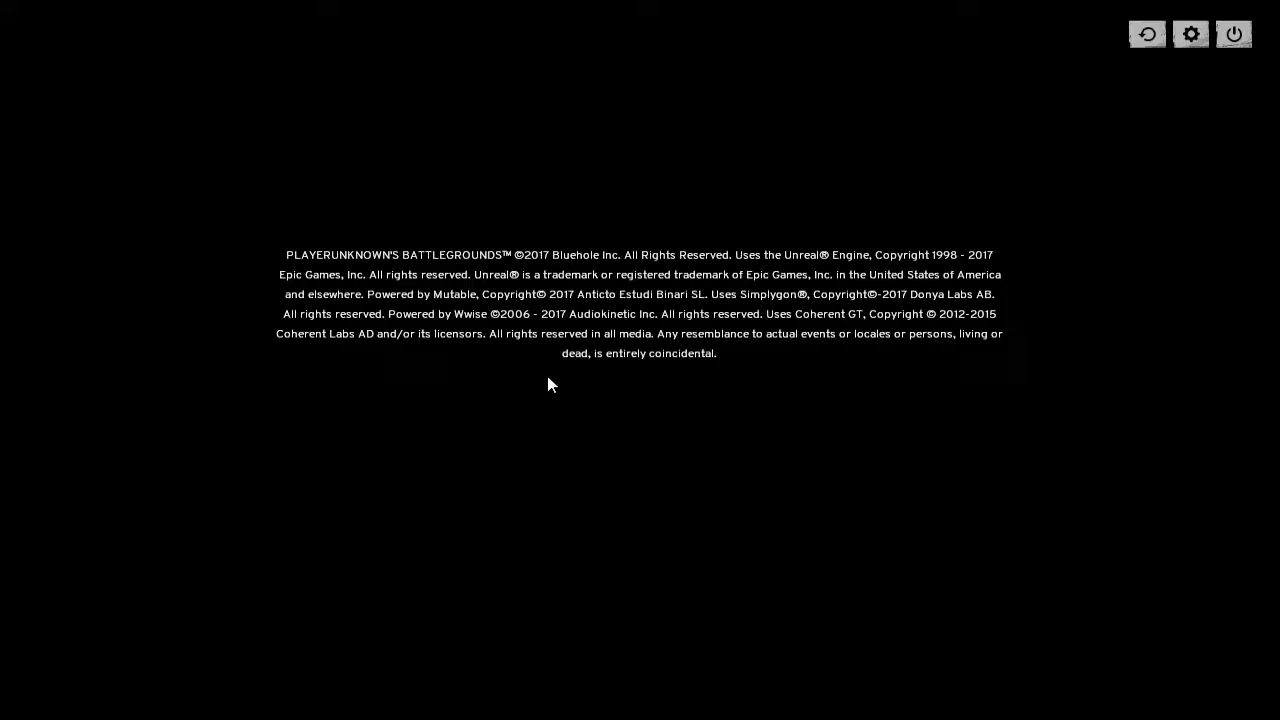 PLAYERUNKNOWN'S BATTLEGROUNDS™ ©2017 Bluehole Inc. All Rights Reserved. Uses the Unreal® Engine, Copyright 1998 - 2017
Epic Games, Inc. All rights reserved. Unreal® is a trademark or registered trademark of Epic Games, Inc. in the United States of America
and elsewhere. Powered by Mutable, Copyright© 2017 Anticto Estudi Binari SL. Uses Simplygon®, Copyright©-2017 Donya Labs AB.
All rights reserved. Powered by Wwise ©2006 - 2017 Audiokinetic Inc. All rights reserved. Uses Coherent GT, Copyright © 2012-2015
Coherent Labs AD and/or its licensors. All rights reserved in all media. Any resemblance to actual events or locales or persons, living or
dead, is entirely coincidental.